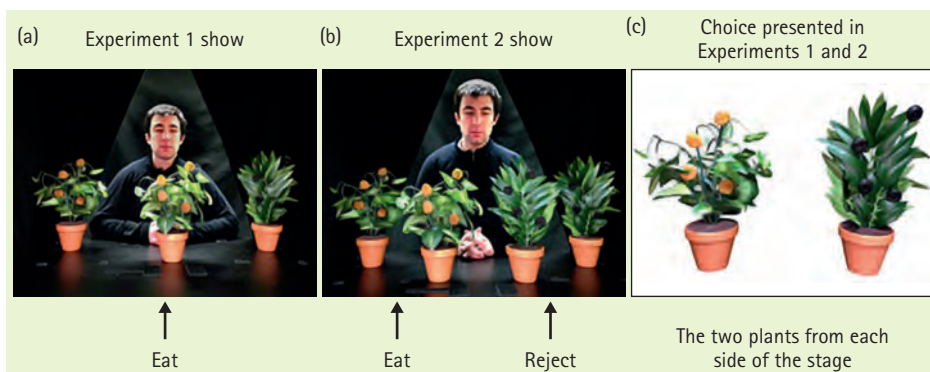 (a) Experiment 1 show
(b) Experiment 2 show
(c) Choice presented in
Experiments 1 and 2
Eat
Eat
Reject
The two plants from each
side of the stage